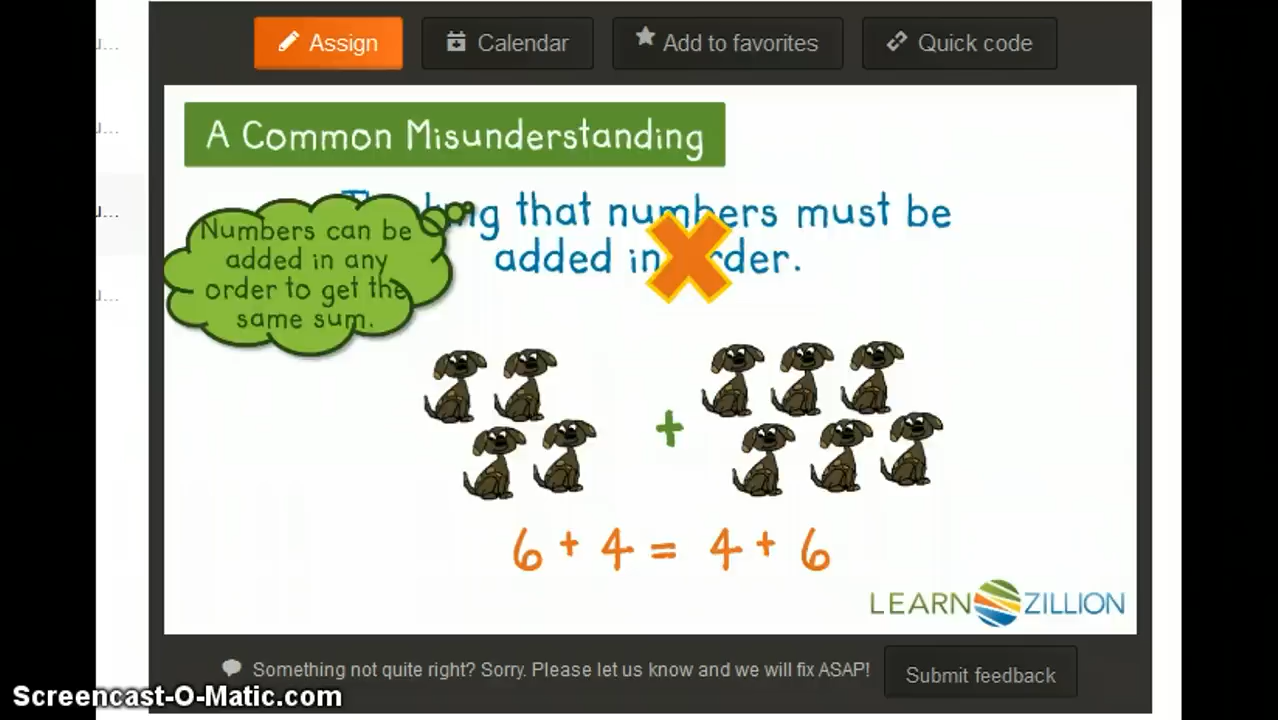 Assign
Calendar
Add to favorites
Quick code
u...
u...
u...
u...
A Common Misunderstanding
that numbers must be
added in
Numbers can be
added in any
order to get the
same sum.
+
6 + 4 = 4 + 6
LEARN ZILLION
Something not quite right? Sorry. Please let us know and we will fix ASAP!
Submit feedback
Screencast-O-Matic.com